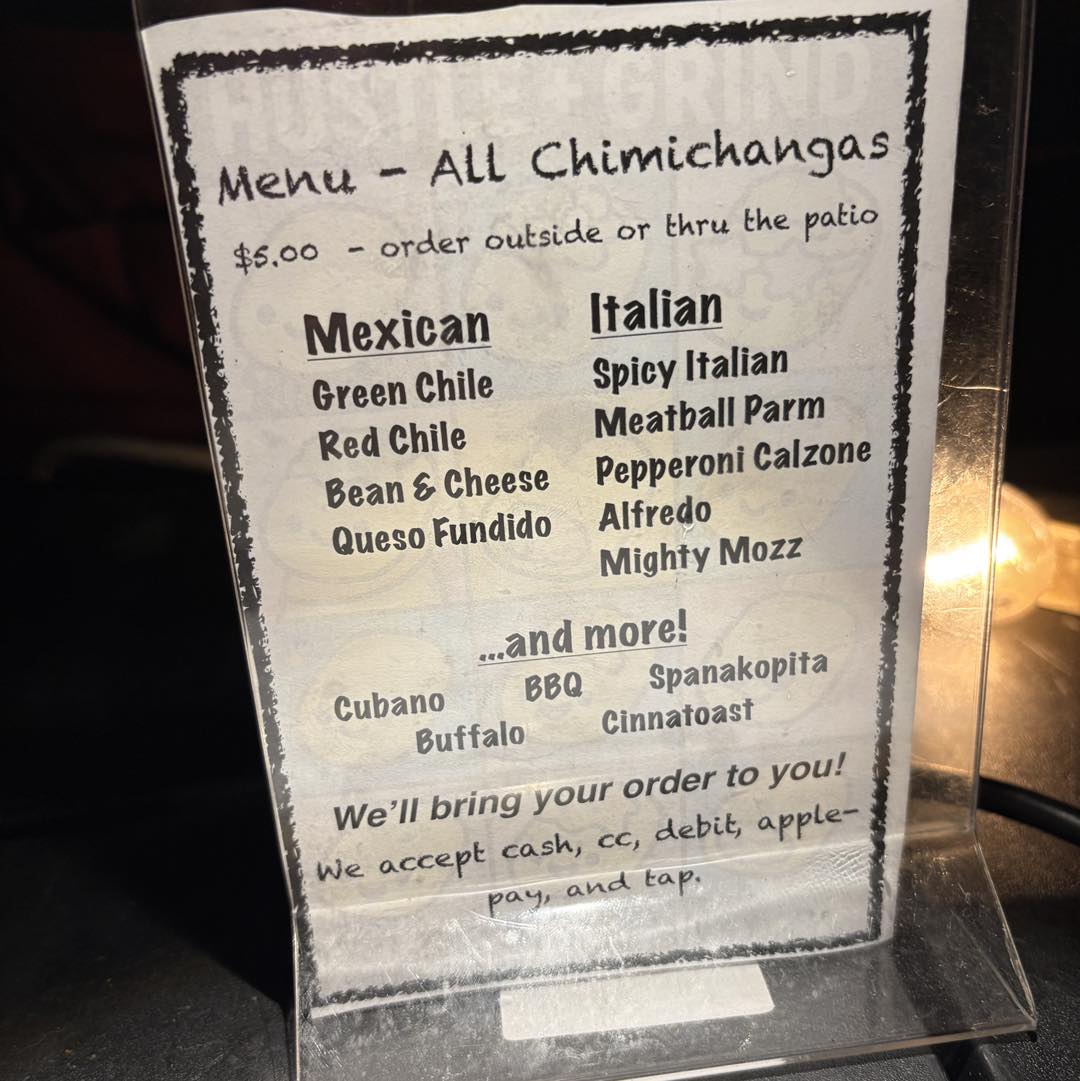 HUSTLE + GRIND
Menu - All Chimichangas
$5.00 - order outside or thru the patio
Mexican
Green Chile
Red Chile
Bean & Cheese
Queso Fundido
Italian
Spicy Italian
Meatball Parm
Pepperoni Calzone
Alfredo
Mighty Mozz
...and more!
Cubano BBQ Spanakopita
Buffalo Cinnatoast
We'll bring your order to you!
We accept cash, cc, debit, apple-
pay, and tap.